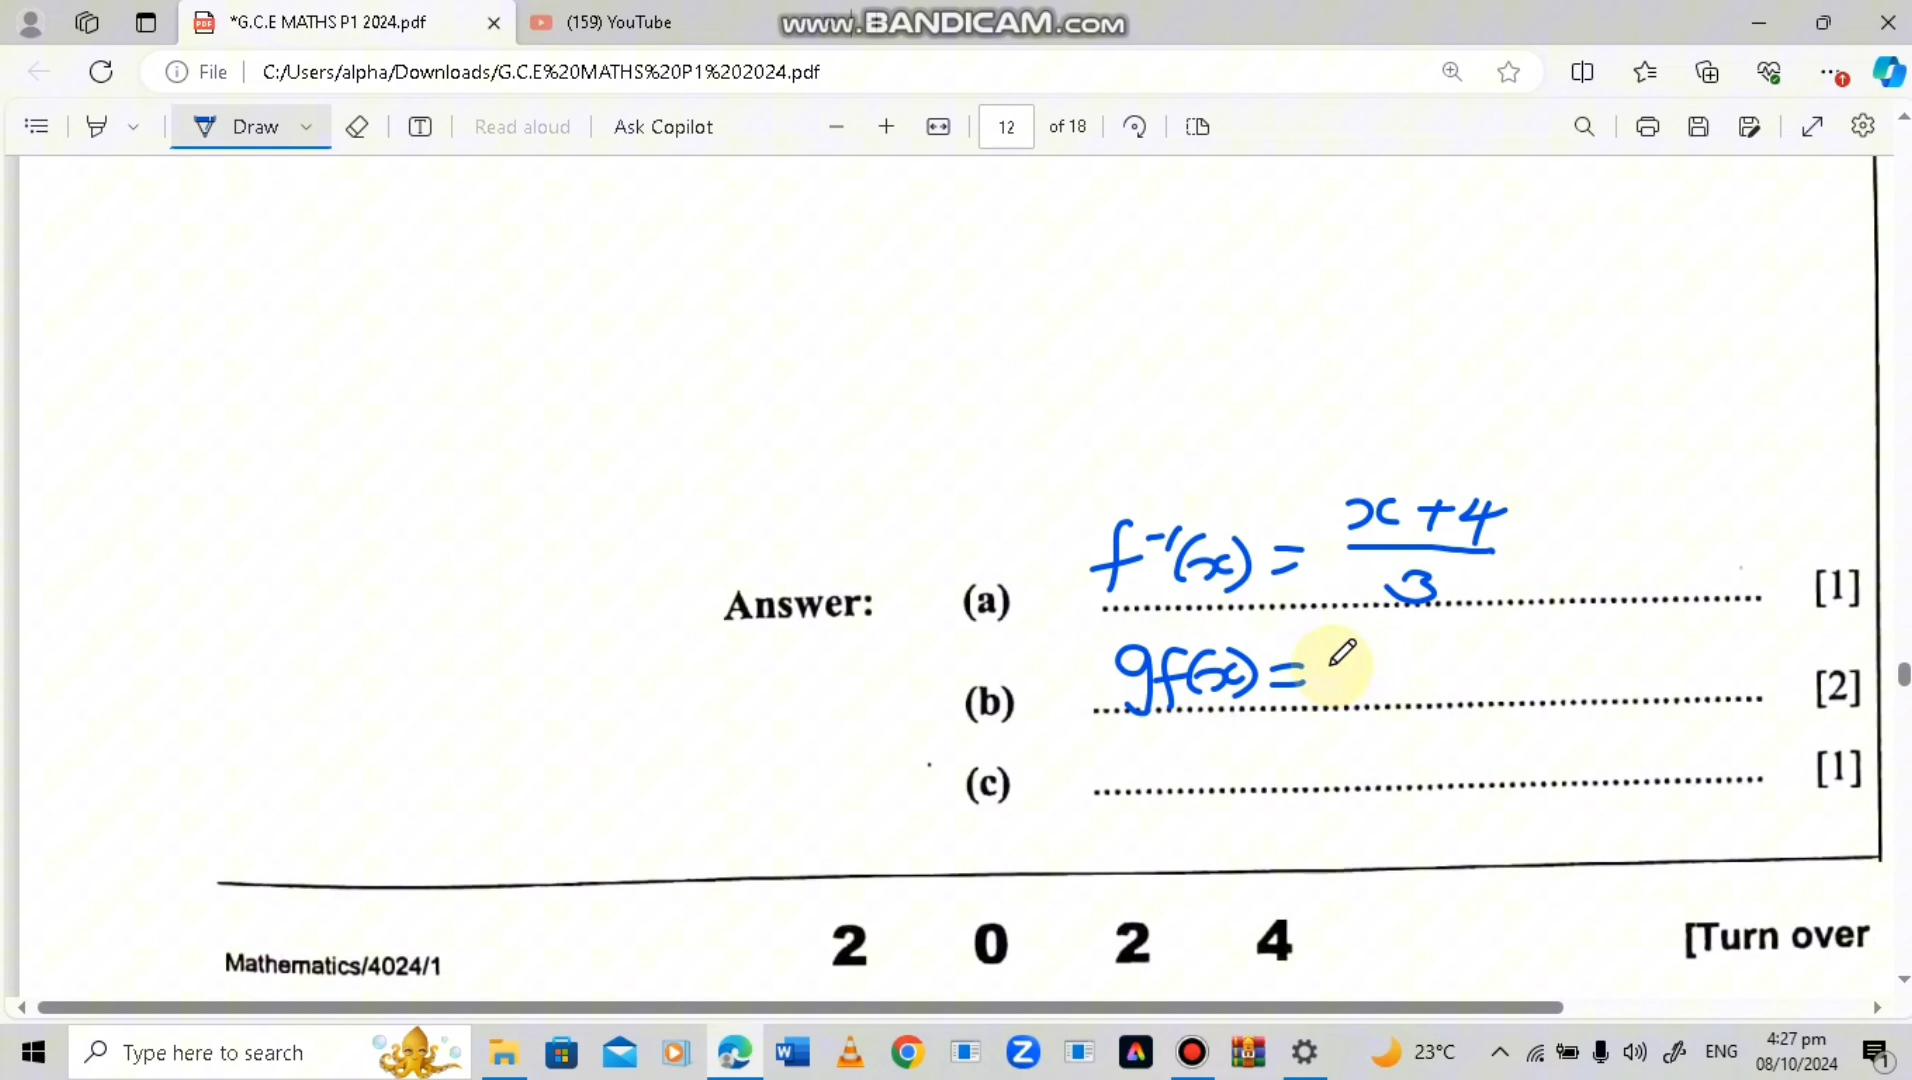 *G.C.E MATHS P1 2024.pdf
(159) YouTube
www.BANDICAM.com
File
C:/Users/alpha/Downloads/G.C.E%20MATHS%20P1%202024.pdf
Draw
Read aloud
Ask Copilot
12
of 18
f⁻¹(x) = x + 4
3
Answer: (a) [1]
gf(x) =
(b) [2]
(c) [1]
Mathematics/4024/1
2 0 2 4
[Turn over
Type here to search
23°C
ENG
4:27 pm
08/10/2024
1